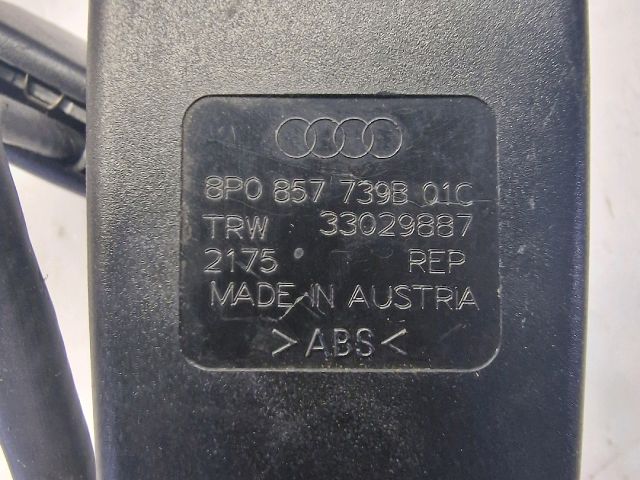 8P0 857 739B 01C
TRW 33029887
2175 REP
MADE IN AUSTRIA
>ABS<